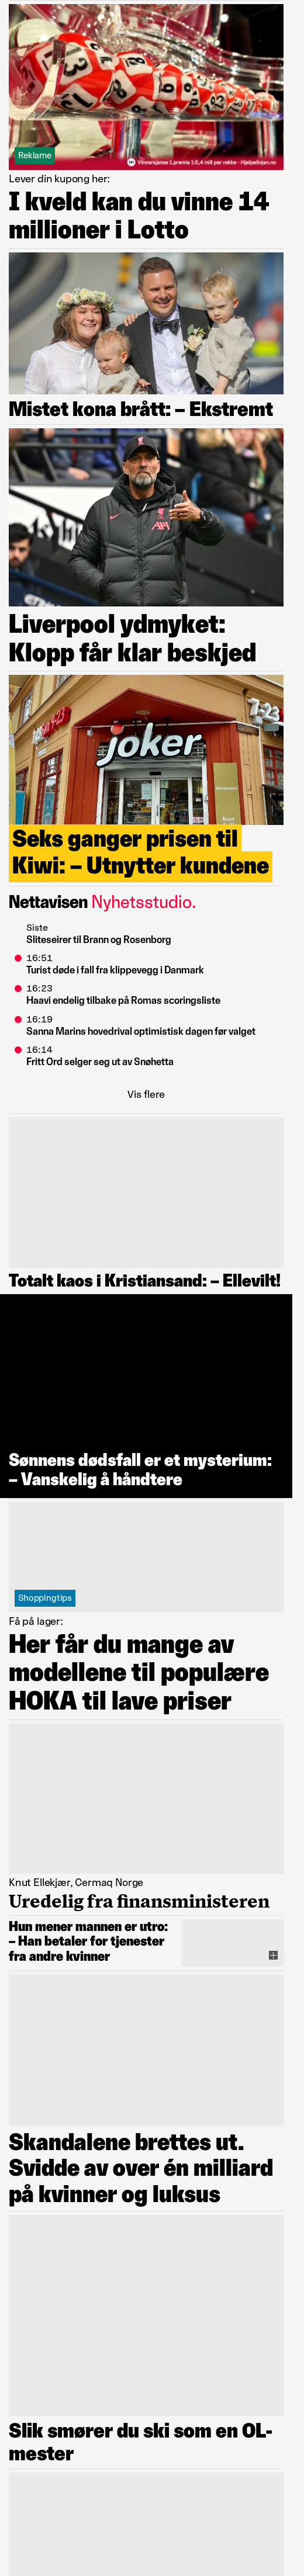 Reklame
Vinnersjanse 1.premie 1:5,4 mill per rekke - Hjelpelinjen.no
Lever din kupong her:
I kveld kan du vinne 14
millioner i Lotto
Mistet kona brått: – Ekstremt
AXA
Liverpool ydmyket:
Klopp får klar beskjed
joker
7-23
Seks ganger prisen til
Kiwi: – Utnytter kundene
Nettavisen Nyhetsstudio.
Siste
Sliteseirer til Brann og Rosenborg
16:51
Turist døde i fall fra klippevegg i Danmark
16:23
Haavi endelig tilbake på Romas scoringsliste
16:19
Sanna Marins hovedrival optimistisk dagen før valget
16:14
Fritt Ord selger seg ut av Snøhetta
Vis flere
Totalt kaos i Kristiansand: – Ellevilt!
Sønnens dødsfall er et mysterium:
– Vanskelig å håndtere
Shoppingtips
Få på lager:
Her får du mange av
modellene til populære
HOKA til lave priser
Knut Ellekjær, Cermaq Norge
Uredelig fra finansministeren
Hun mener mannen er utro:
– Han betaler for tjenester
fra andre kvinner
Skandalene brettes ut.
Svidde av over én milliard
på kvinner og luksus
Slik smører du ski som en OL-
mester